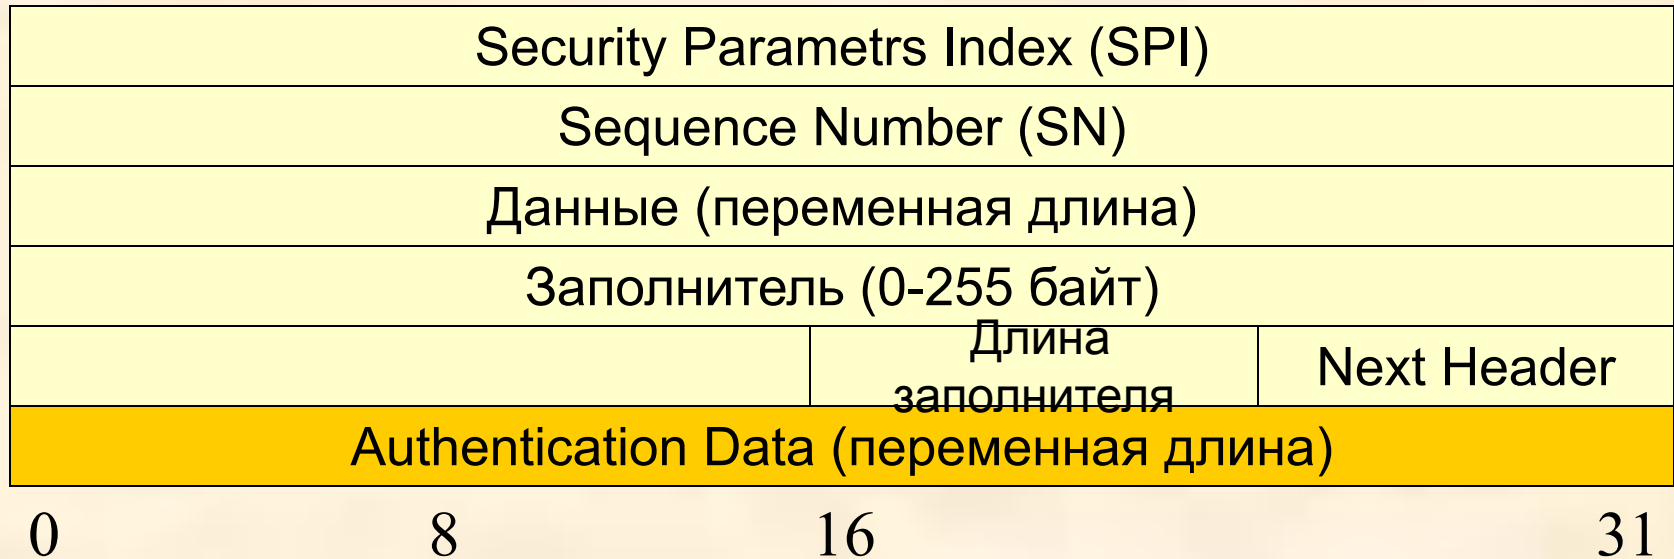 Security Parametrs Index (SPI)
Sequence Number (SN)
Данные (переменная длина)
Заполнитель (0-255 байт)
Длина
заполнителя
Next Header
Authentication Data (переменная длина)
0 8 16 31